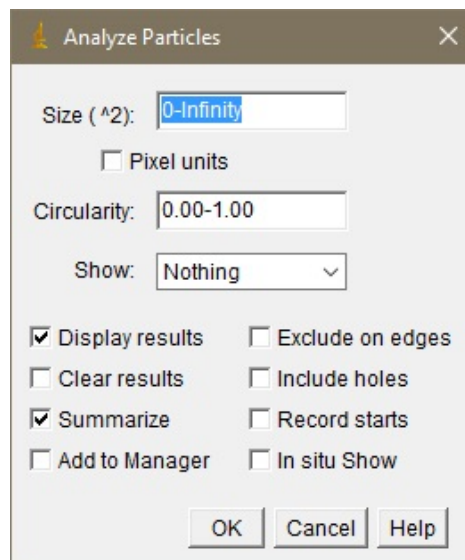 Analyze Particles
Size ( ^2): 0-Infinity
Pixel units
Circularity: 0.00-1.00
Show: Nothing
Display results Exclude on edges
Clear results Include holes
Summarize Record starts
Add to Manager In situ Show
OK Cancel Help